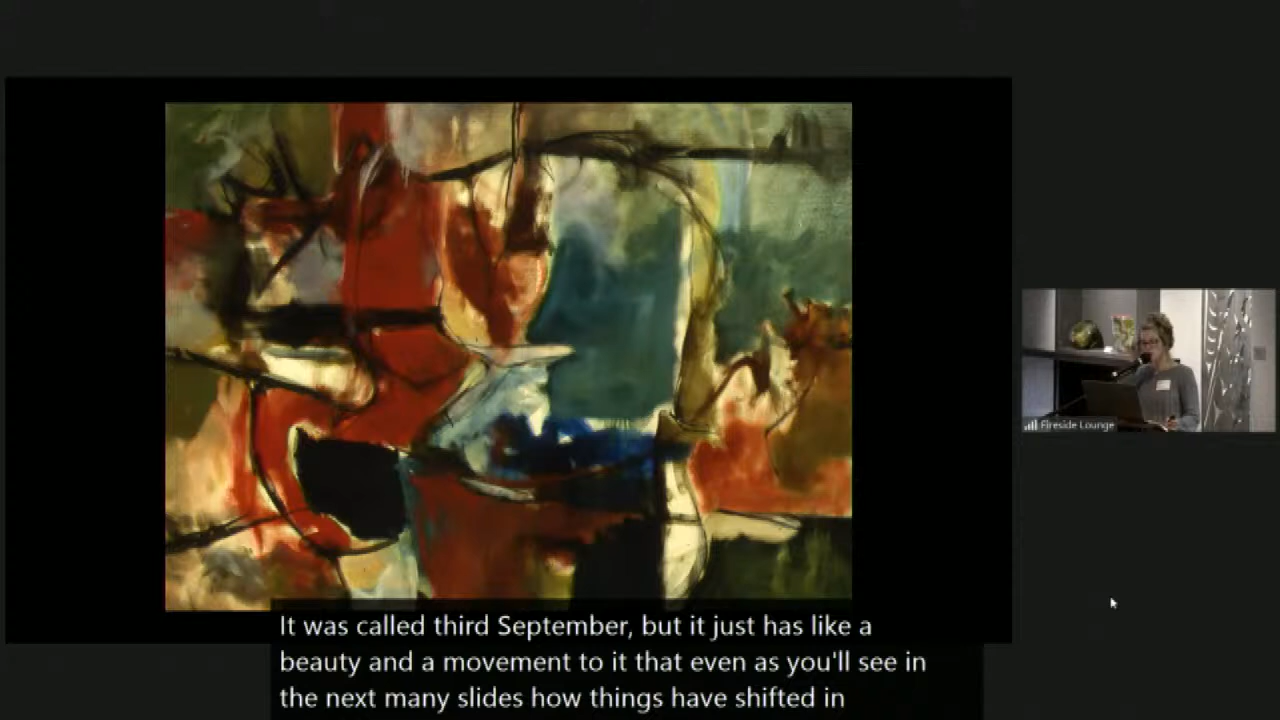 Fireside Lounge
It was called third September, but it just has like a
beauty and a movement to it that even as you'll see in
the next many slides how things have shifted in